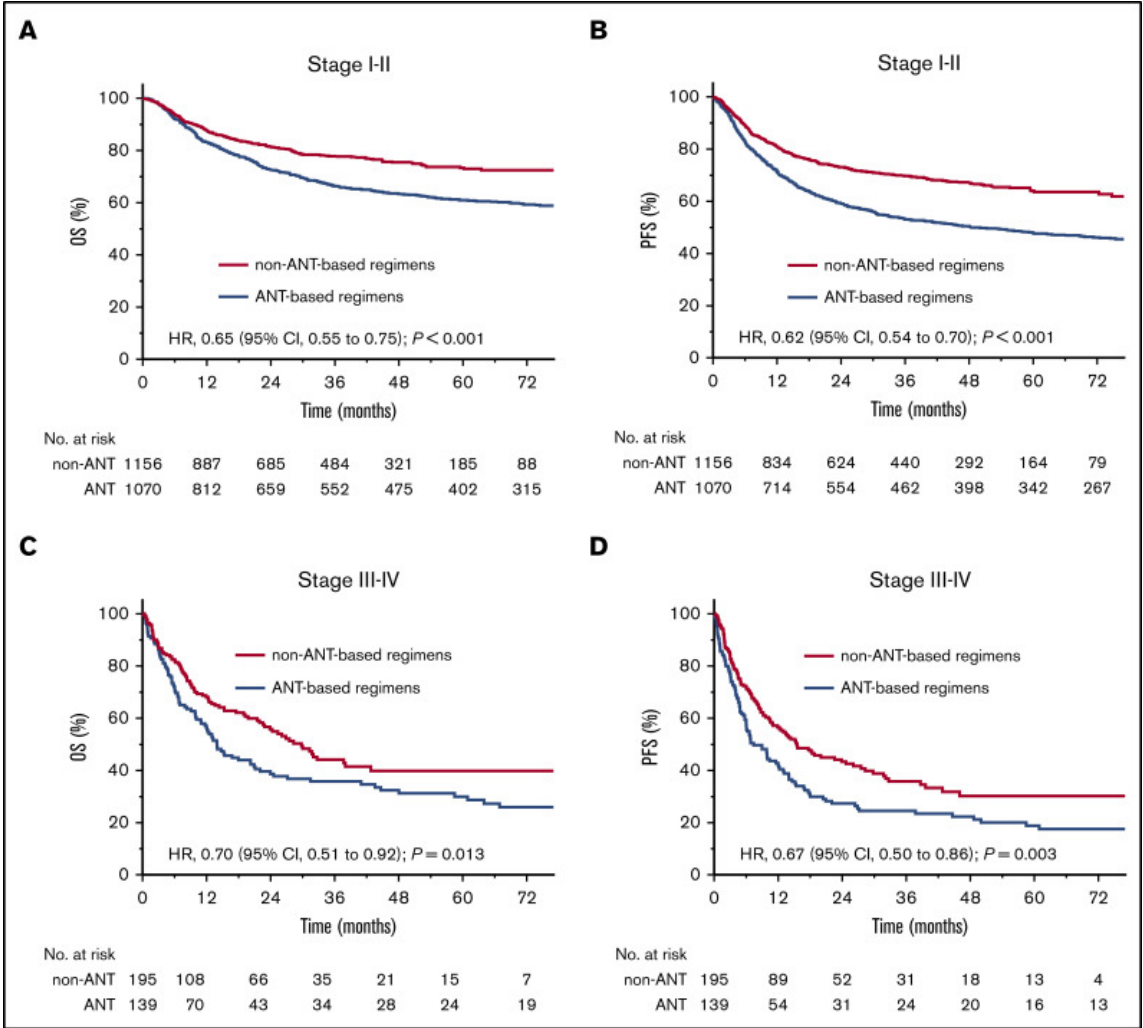 A
Stage I-II
OS (%)
100
80
60
40
20
0
non-ANT-based regimens
ANT-based regimens
HR, 0.65 (95% CI, 0.55 to 0.75); P < 0.001
0 12 24 36 48 60 72
Time (months)
No. at risk
non-ANT 1156 887 685 484 321 185 88
ANT 1070 812 659 552 475 402 315
B
Stage I-II
PFS (%)
100
80
60
40
20
0
non-ANT-based regimens
ANT-based regimens
HR, 0.62 (95% CI, 0.54 to 0.70); P < 0.001
0 12 24 36 48 60 72
Time (months)
No. at risk
non-ANT 1156 834 624 440 292 164 79
ANT 1070 714 554 462 398 342 267
C
Stage III-IV
OS (%)
100
80
60
40
20
0
non-ANT-based regimens
ANT-based regimens
HR, 0.70 (95% CI, 0.51 to 0.92); P = 0.013
0 12 24 36 48 60 72
Time (months)
No. at risk
non-ANT 195 108 66 35 21 15 7
ANT 139 70 43 34 28 24 19
D
Stage III-IV
PFS (%)
100
80
60
40
20
0
non-ANT-based regimens
ANT-based regimens
HR, 0.67 (95% CI, 0.50 to 0.86); P = 0.003
0 12 24 36 48 60 72
Time (months)
No. at risk
non-ANT 195 89 52 31 18 13 4
ANT 139 54 31 24 20 16 13